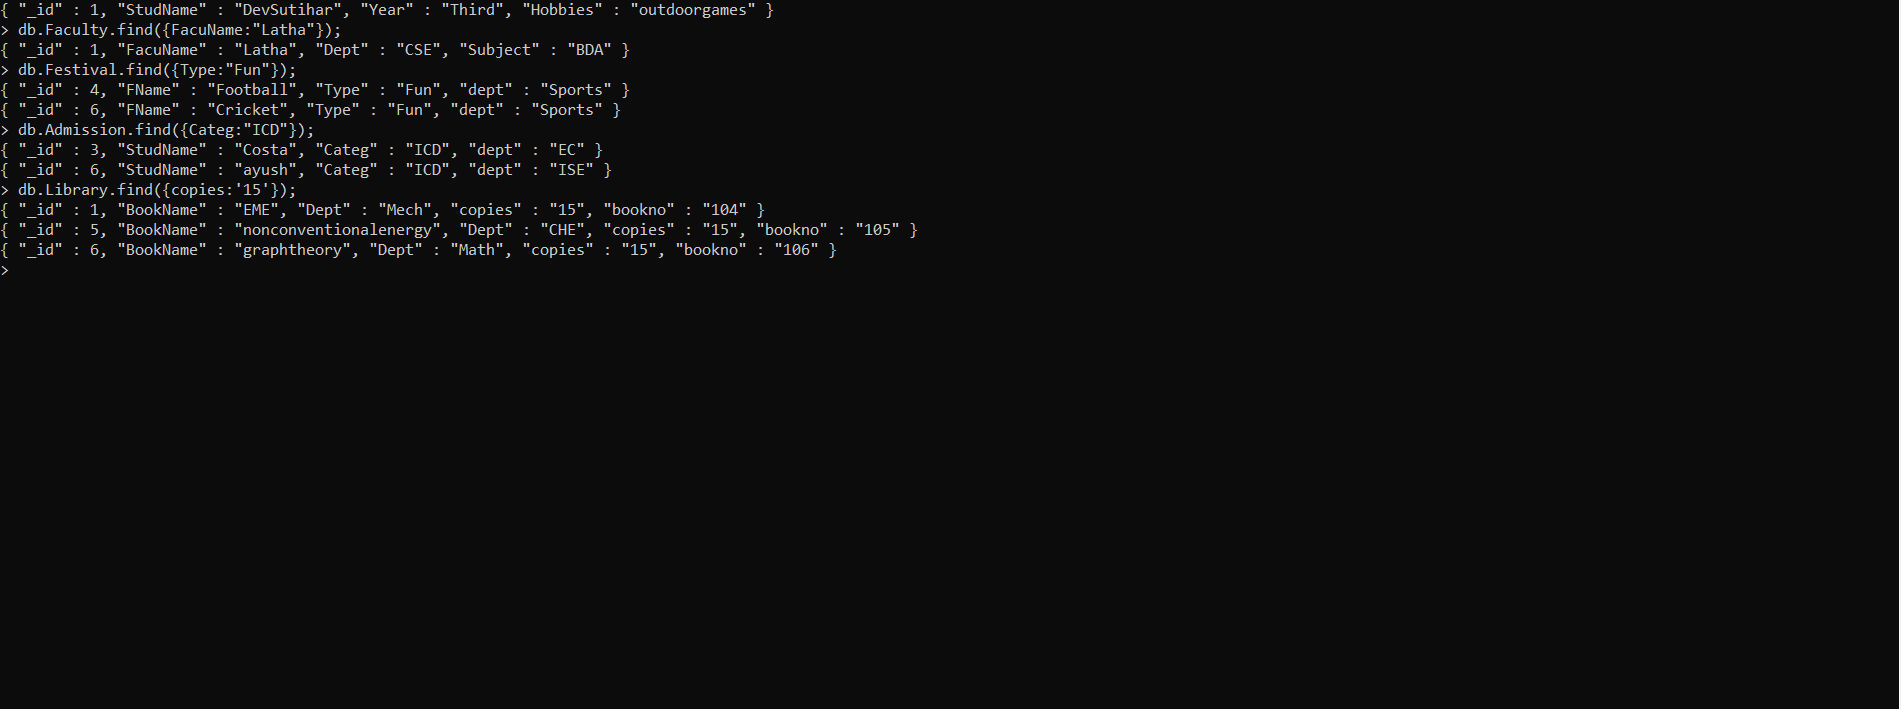 { "_id" : 1, "StudName" : "DevSutihar", "Year" : "Third", "Hobbies" : "outdoorgames" }
> db.Faculty.find({FacuName:"Latha"});
{ "_id" : 1, "FacuName" : "Latha", "Dept" : "CSE", "Subject" : "BDA" }
> db.Festival.find({Type:"Fun"});
{ "_id" : 4, "FName" : "Football", "Type" : "Fun", "dept" : "Sports" }
{ "_id" : 6, "FName" : "Cricket", "Type" : "Fun", "dept" : "Sports" }
> db.Admission.find({Categ:"ICD"});
{ "_id" : 3, "StudName" : "Costa", "Categ" : "ICD", "dept" : "EC" }
{ "_id" : 6, "StudName" : "ayush", "Categ" : "ICD", "dept" : "ISE" }
> db.Library.find({copies:'15'});
{ "_id" : 1, "BookName" : "EME", "Dept" : "Mech", "copies" : "15", "bookno" : "104" }
{ "_id" : 5, "BookName" : "nonconventionalenergy", "Dept" : "CHE", "copies" : "15", "bookno" : "105" }
{ "_id" : 6, "BookName" : "graphtheory", "Dept" : "Math", "copies" : "15", "bookno" : "106" }
>